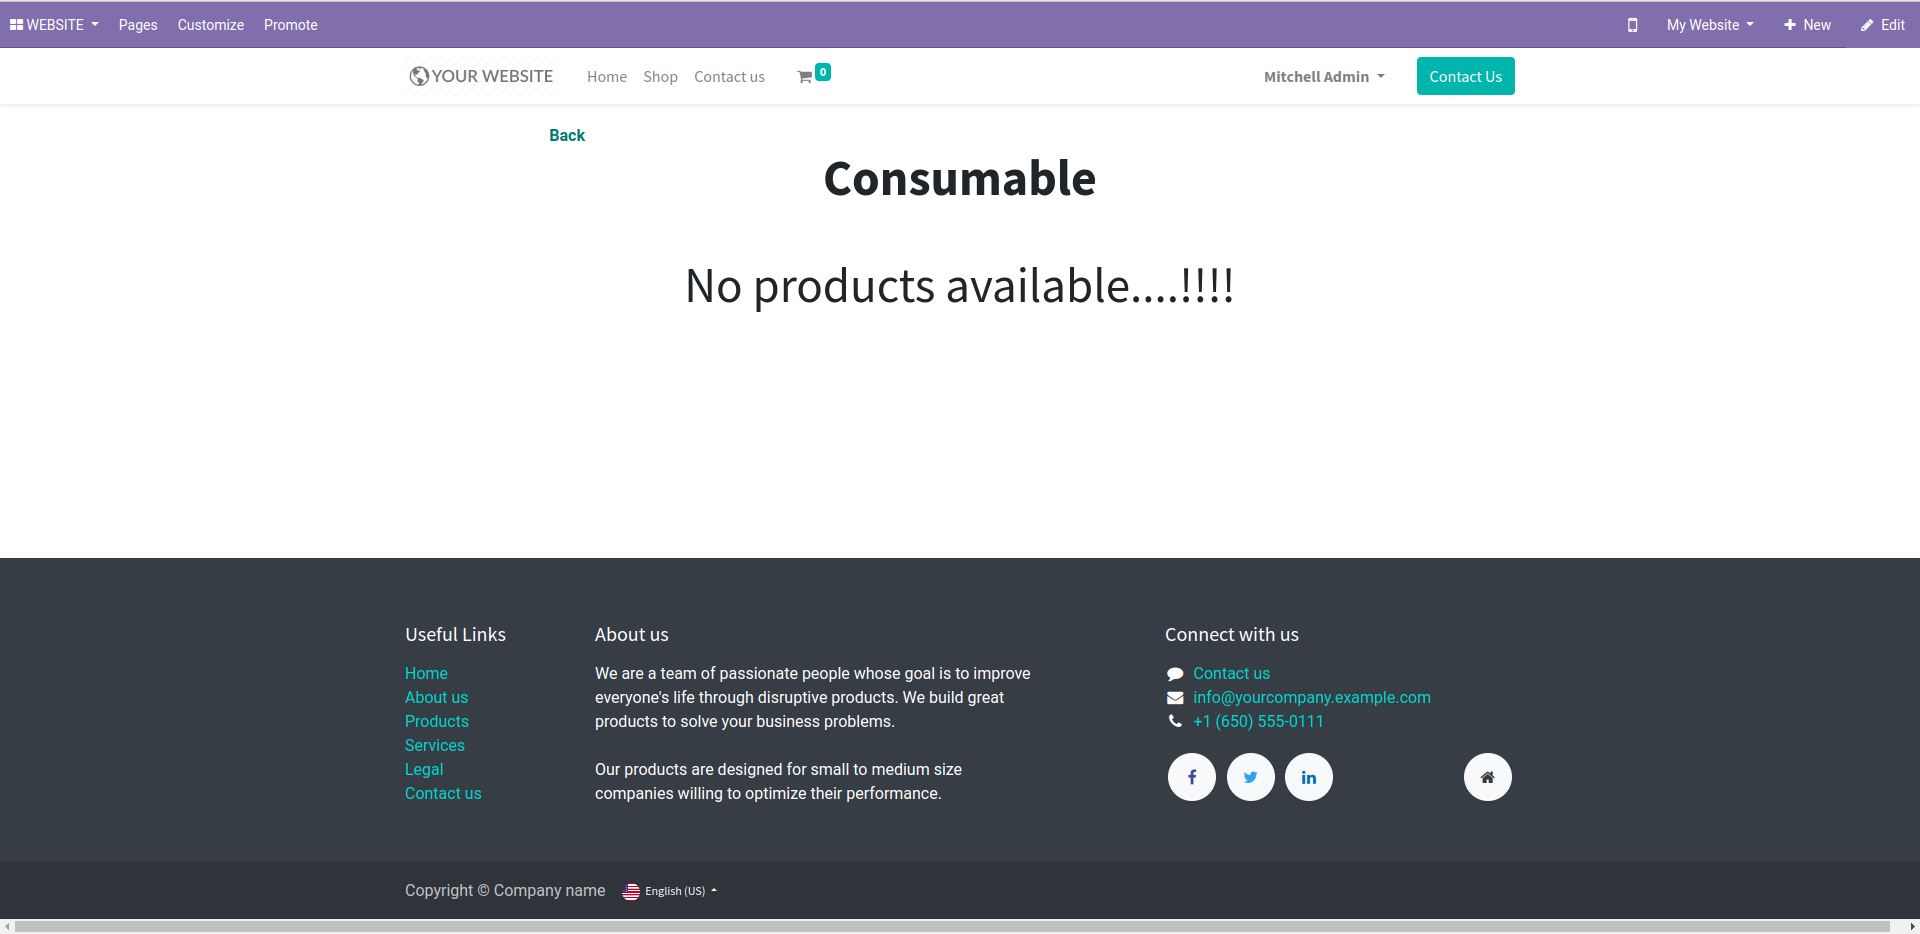 WEBSITE Pages Customize Promote My Website New Edit
YOUR WEBSITE Home Shop Contact us 0 Mitchell Admin Contact Us
Back
Consumable
No products available....!!!!
Useful Links
Home
About us
Products
Services
Legal
Contact us
About us
We are a team of passionate people whose goal is to improve
everyone's life through disruptive products. We build great
products to solve your business problems.
Our products are designed for small to medium size
companies willing to optimize their performance.
Connect with us
Contact us
info@yourcompany.example.com
+1 (650) 555-0111
Copyright © Company name English (US)